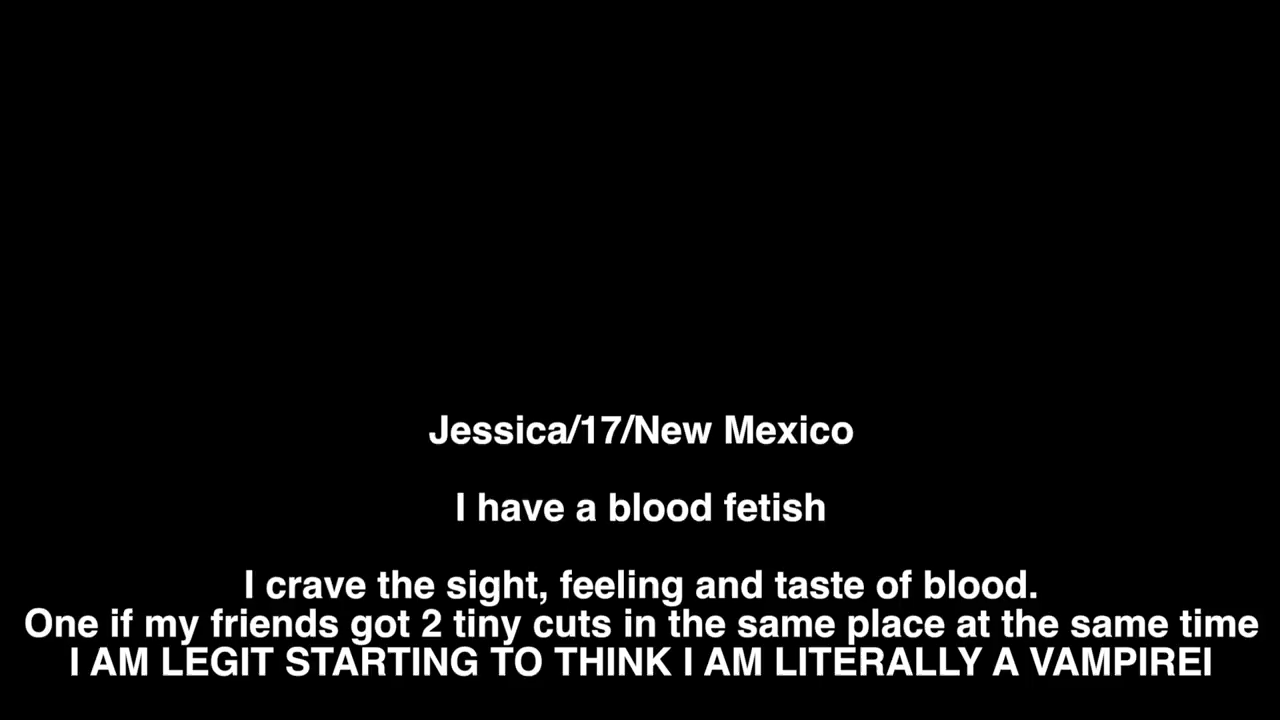 Jessica/17/New Mexico
I have a blood fetish
I crave the sight, feeling and taste of blood.
One if my friends got 2 tiny cuts in the same place at the same time
I AM LEGIT STARTING TO THINK I AM LITERALLY A VAMPIREI